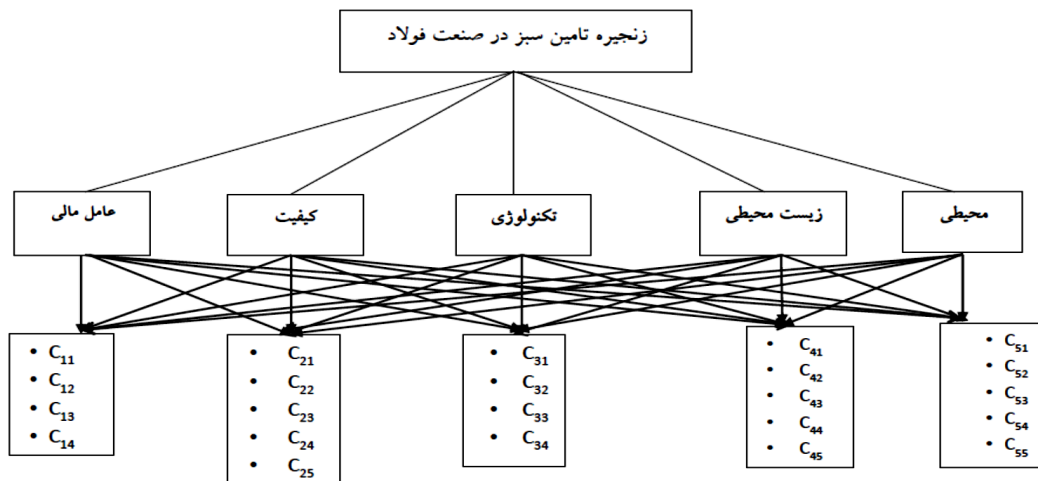 زنجیره تامین سبز در صنعت فولاد
محیطی
زیست محیطی
تکنولوژی
کیفیت
عامل مالی
• C11
• C12
• C13
• C14
• C21
• C22
• C23
• C24
• C25
• C31
• C32
• C33
• C34
• C41
• C42
• C43
• C44
• C45
• C51
• C52
• C53
• C54
• C55